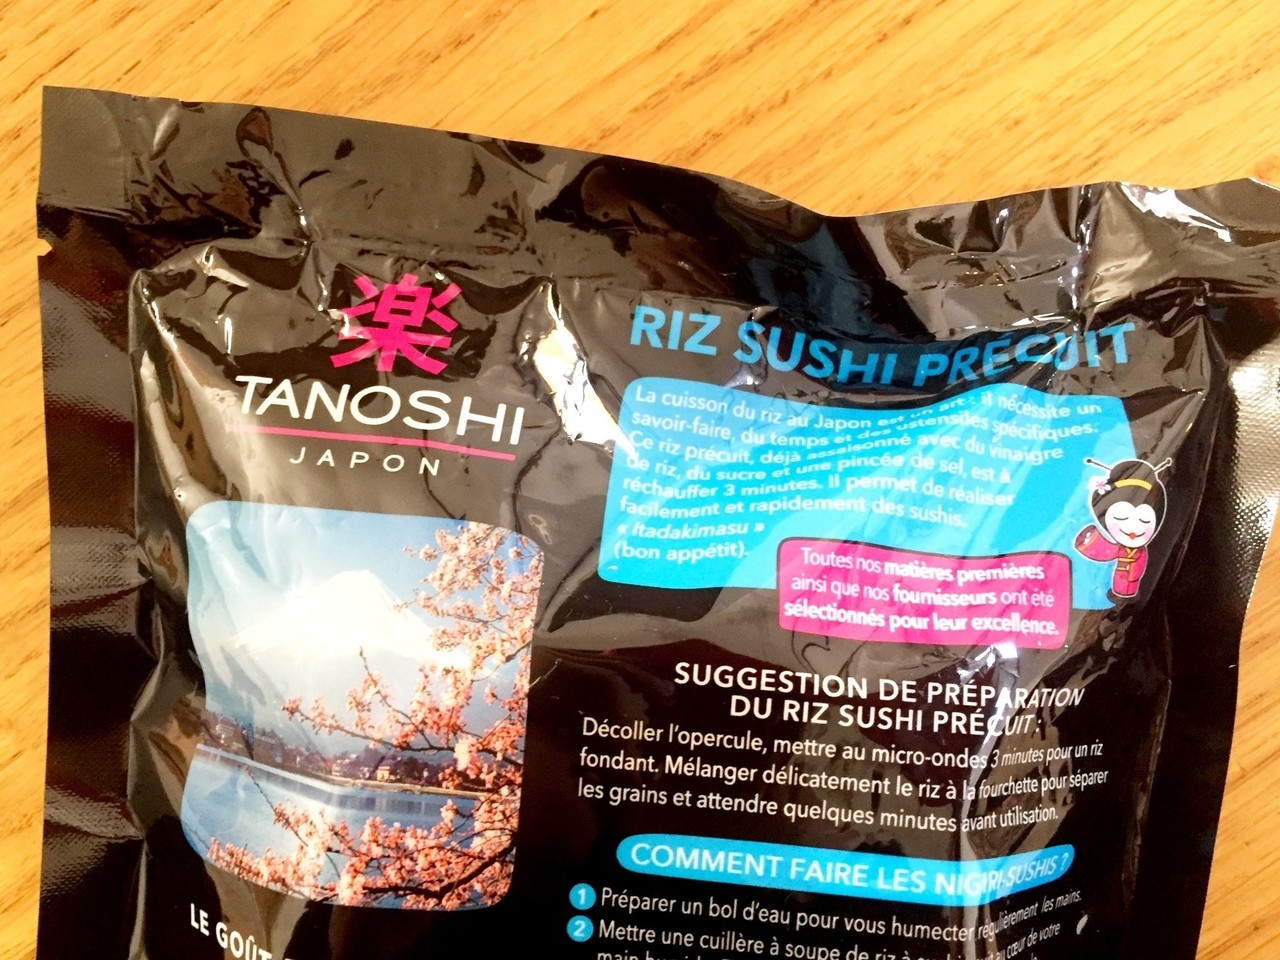 楽
TANOSHI
JAPON
LE GOÛT
RIZ SUSHI PRÉCUIT
La cuisson du riz au Japon est un art : il nécessite un
savoir-faire, du temps et des ustensiles spécifiques.
Ce riz précuit, déjà assaisonné avec du vinaigre
de riz, du sucre et une pincée de sel, est à
réchauffer 3 minutes. Il permet de réaliser
facilement et rapidement des sushis.
« Itadakimasu »
(bon appétit).
Toutes nos matières premières
ainsi que nos fournisseurs ont été
sélectionnés pour leur excellence.
SUGGESTION DE PRÉPARATION
DU RIZ SUSHI PRÉCUIT :
Décoller l'opercule, mettre au micro-ondes 3 minutes pour un riz
fondant. Mélanger délicatement le riz à la fourchette pour séparer
les grains et attendre quelques minutes avant utilisation.
COMMENT FAIRE LES NIGIRI-SUSHIS ?
1 Préparer un bol d'eau pour vous humecter régulièrement les mains.
2 Mettre une cuillère à soupe de riz à au cœur de votre
main